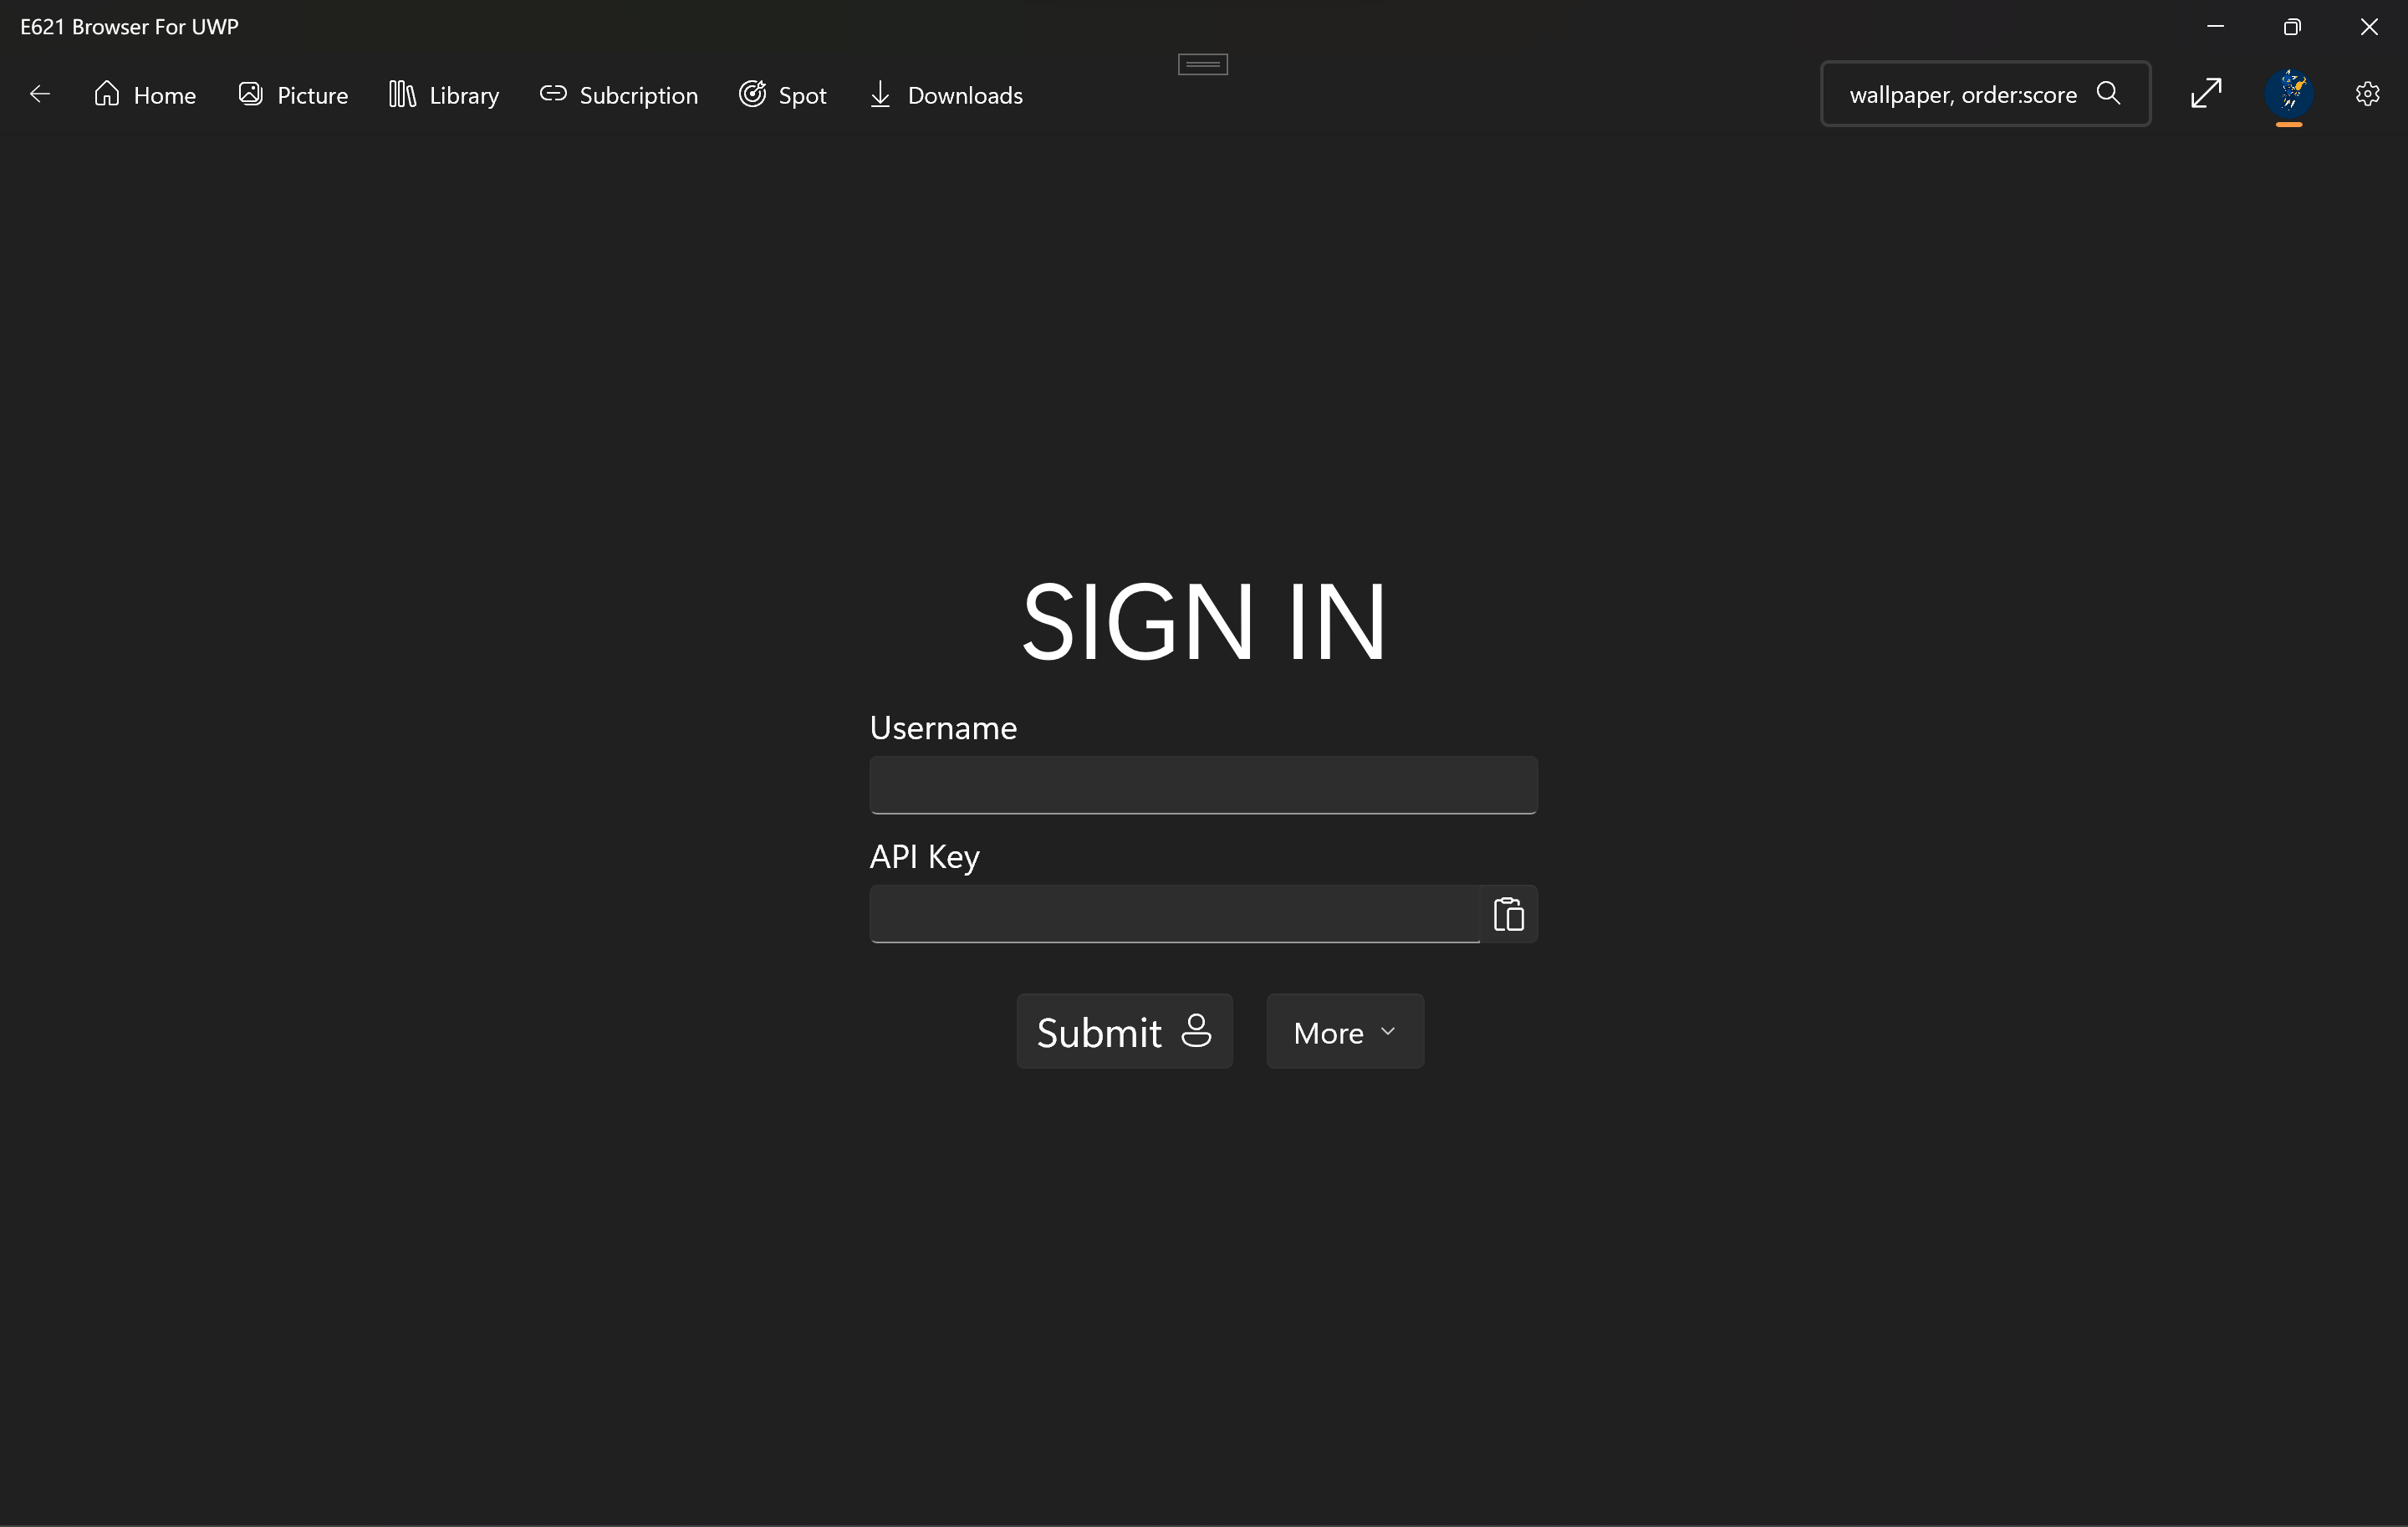 E621 Browser For UWP
Home Picture Library Subcription Spot Downloads wallpaper, order:score
SIGN IN
Username
API Key
Submit More